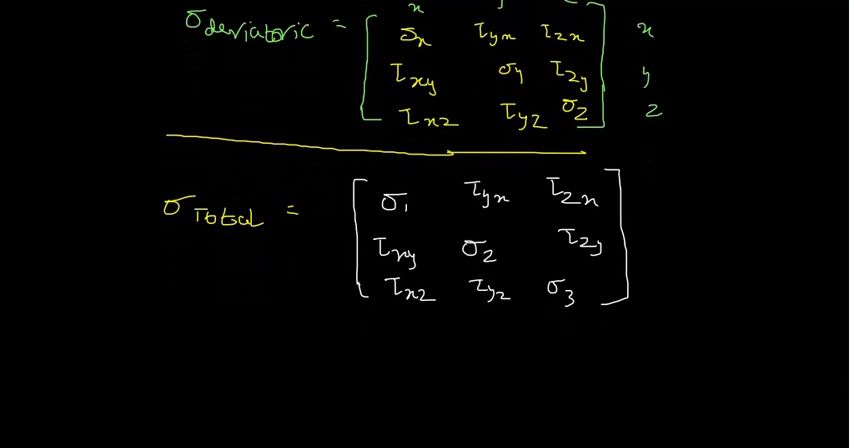 x
σdeviatoric = [ σx τyx τzx ] x
τxy σy τzy y
τxz τyz σz z
σTotal = [ σ1 τyx τzx ]
τxy σ2 τzy
τxz τyz σ3